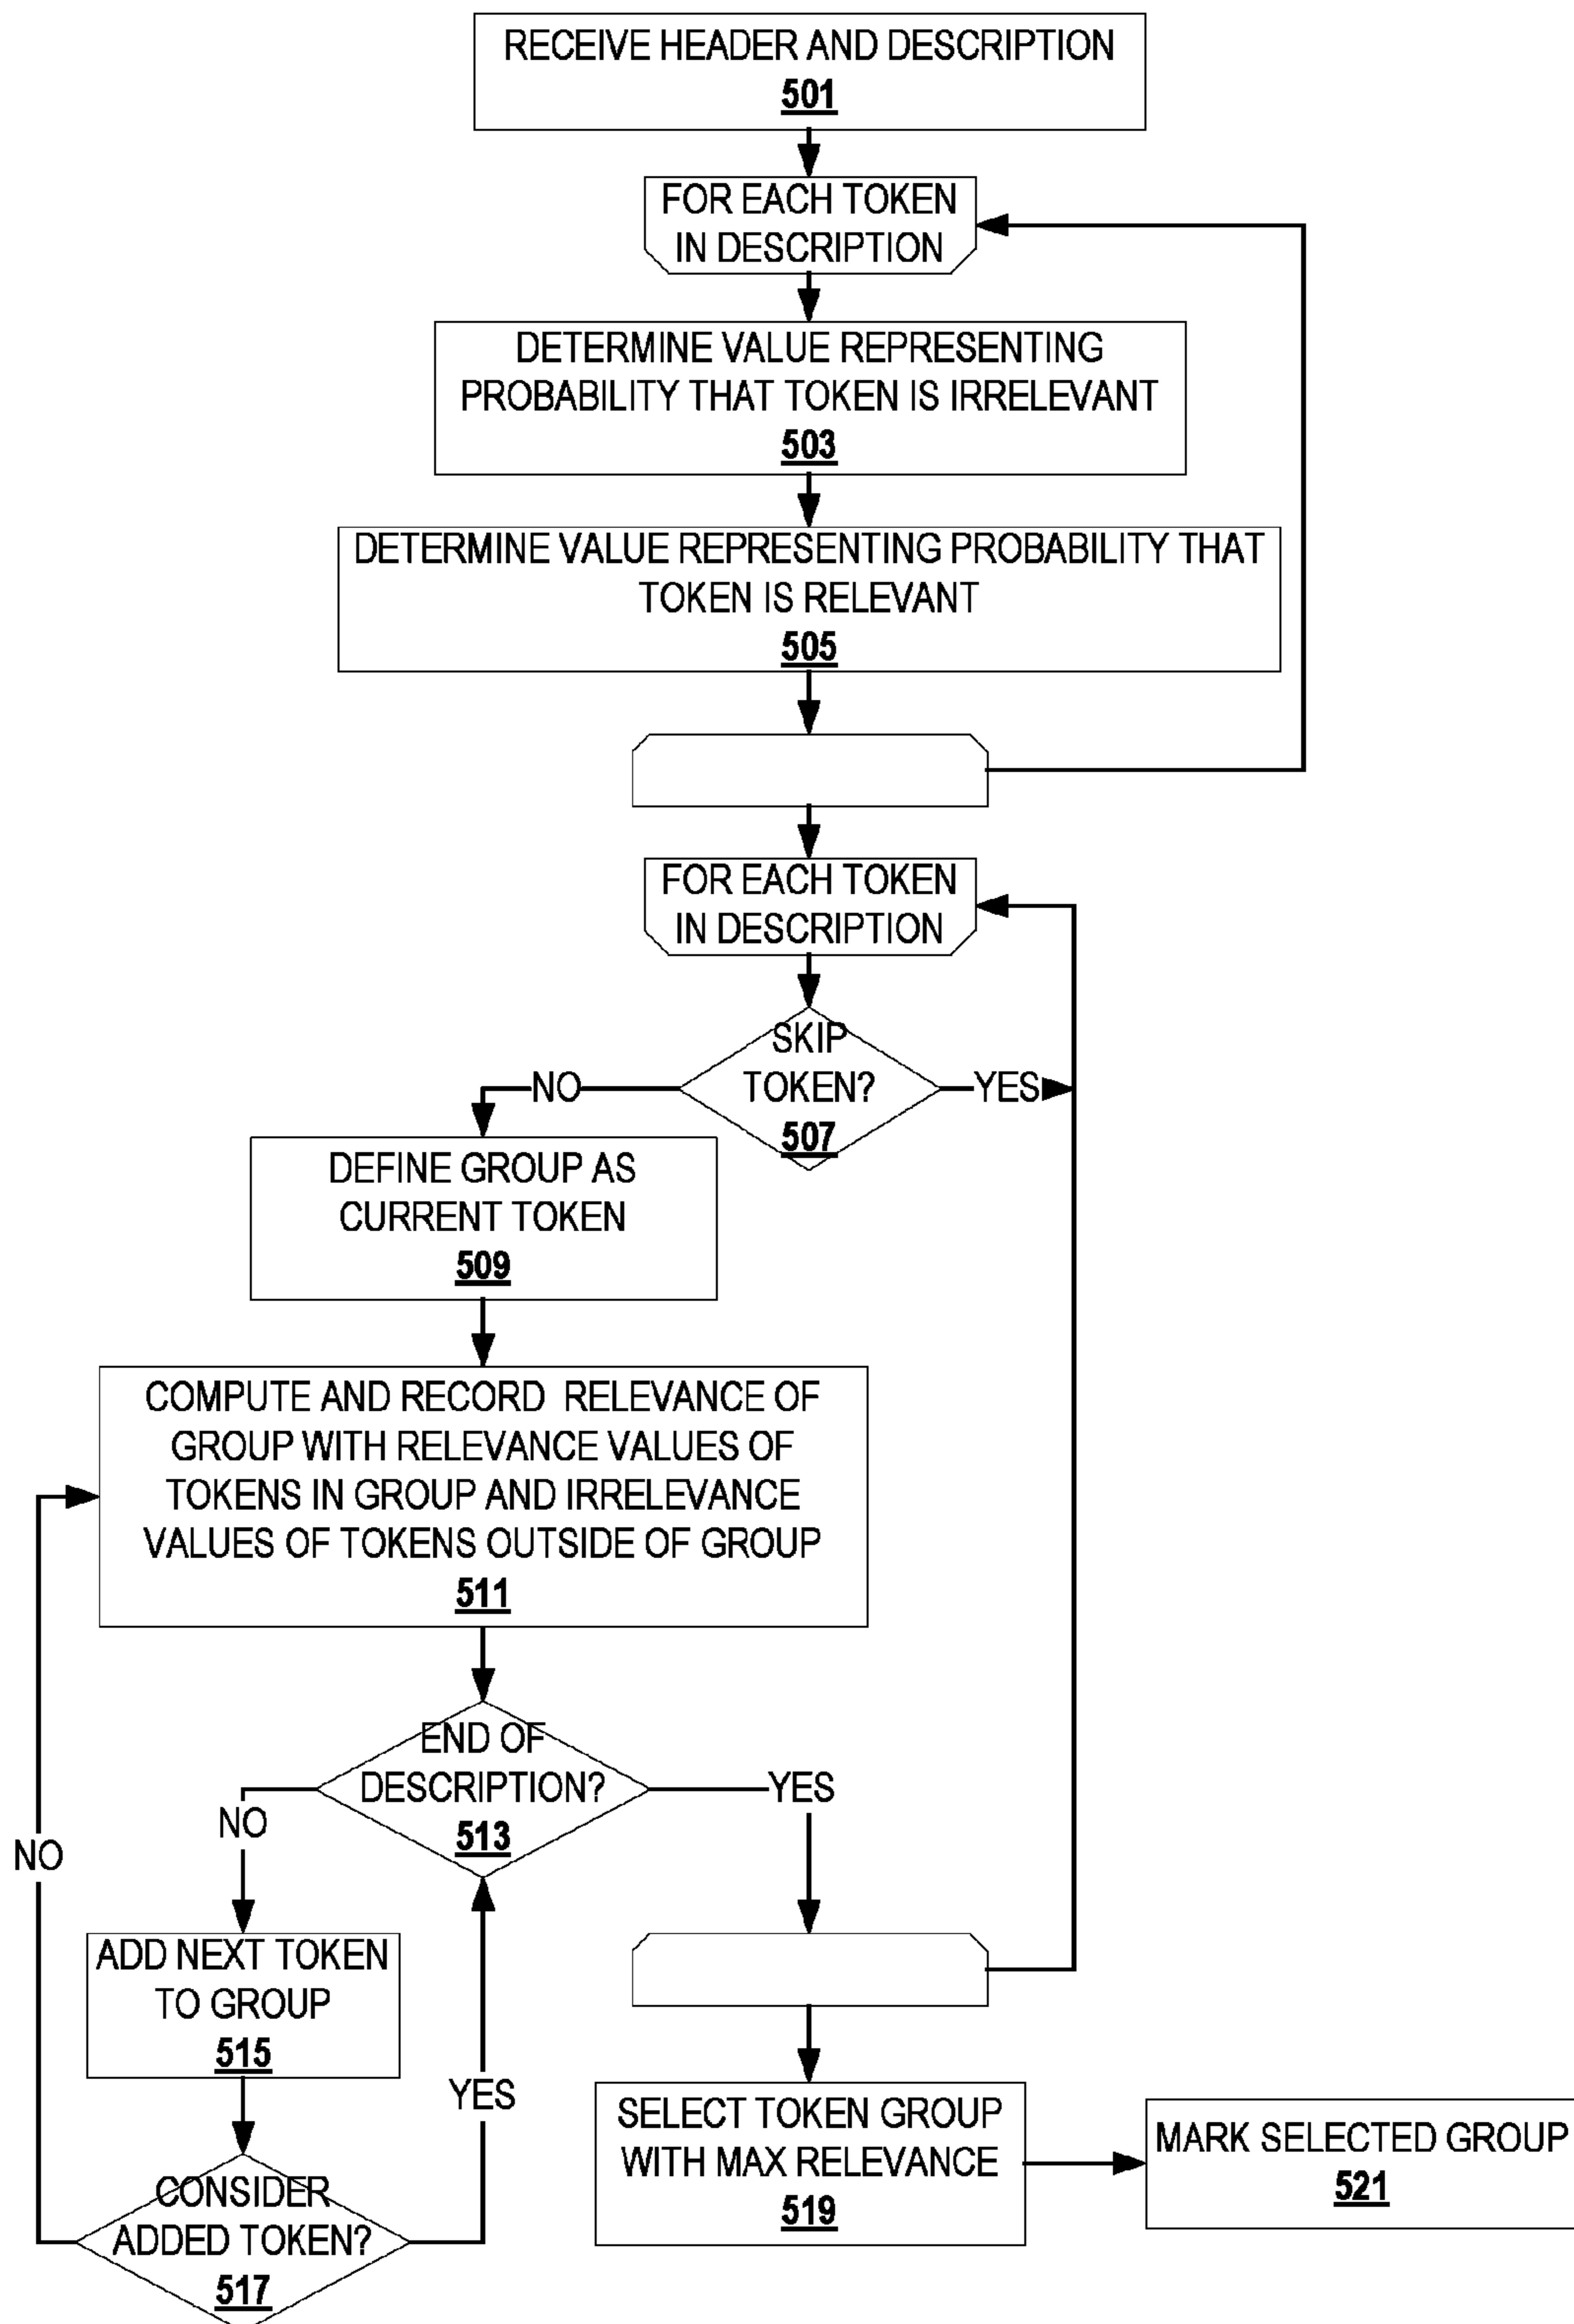 RECEIVE HEADER AND DESCRIPTION
501
FOR EACH TOKEN
IN DESCRIPTION
DETERMINE VALUE REPRESENTING
PROBABILITY THAT TOKEN IS IRRELEVANT
503
DETERMINE VALUE REPRESENTING PROBABILITY THAT
TOKEN IS RELEVANT
505
FOR EACH TOKEN
IN DESCRIPTION
SKIP
TOKEN?
507
NO
YES
DEFINE GROUP AS
CURRENT TOKEN
509
COMPUTE AND RECORD RELEVANCE OF
GROUP WITH RELEVANCE VALUES OF
TOKENS IN GROUP AND IRRELEVANCE
VALUES OF TOKENS OUTSIDE OF GROUP
511
END OF
DESCRIPTION?
513
YES
NO
NO
ADD NEXT TOKEN
TO GROUP
515
YES
CONSIDER
ADDED TOKEN?
517
SELECT TOKEN GROUP
WITH MAX RELEVANCE
519
MARK SELECTED GROUP
521